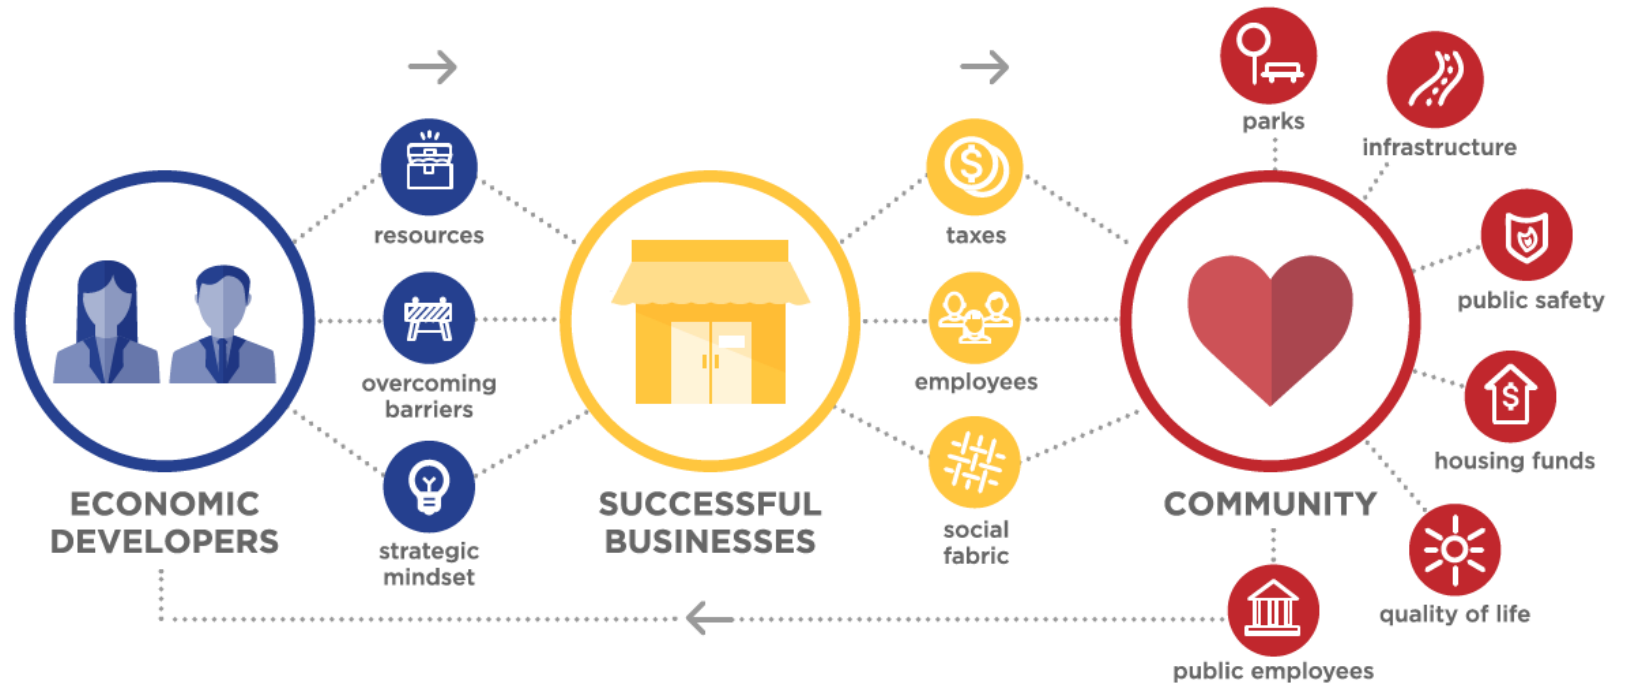 parks
infrastructure
resources
taxes
public safety
overcoming
barriers
employees
housing funds
ECONOMIC
DEVELOPERS
SUCCESSFUL
BUSINESSES
COMMUNITY
strategic
mindset
social
fabric
quality of life
public employees